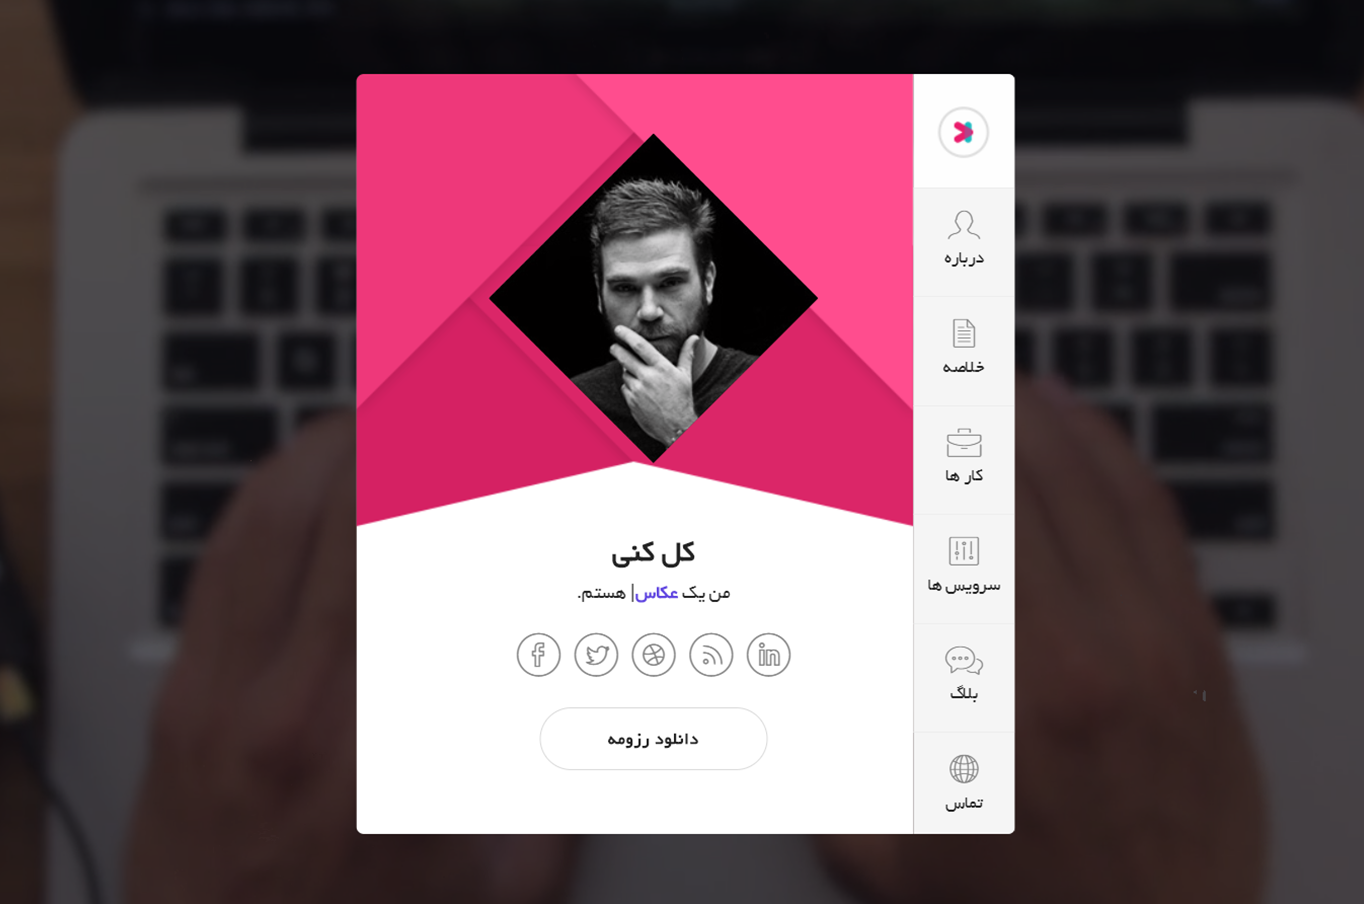 درباره
خلاصه
کار ها
سرویس ها
بلاگ
تماس
کل کنی
من یک عکاس| هستم.
دانلود رزومه